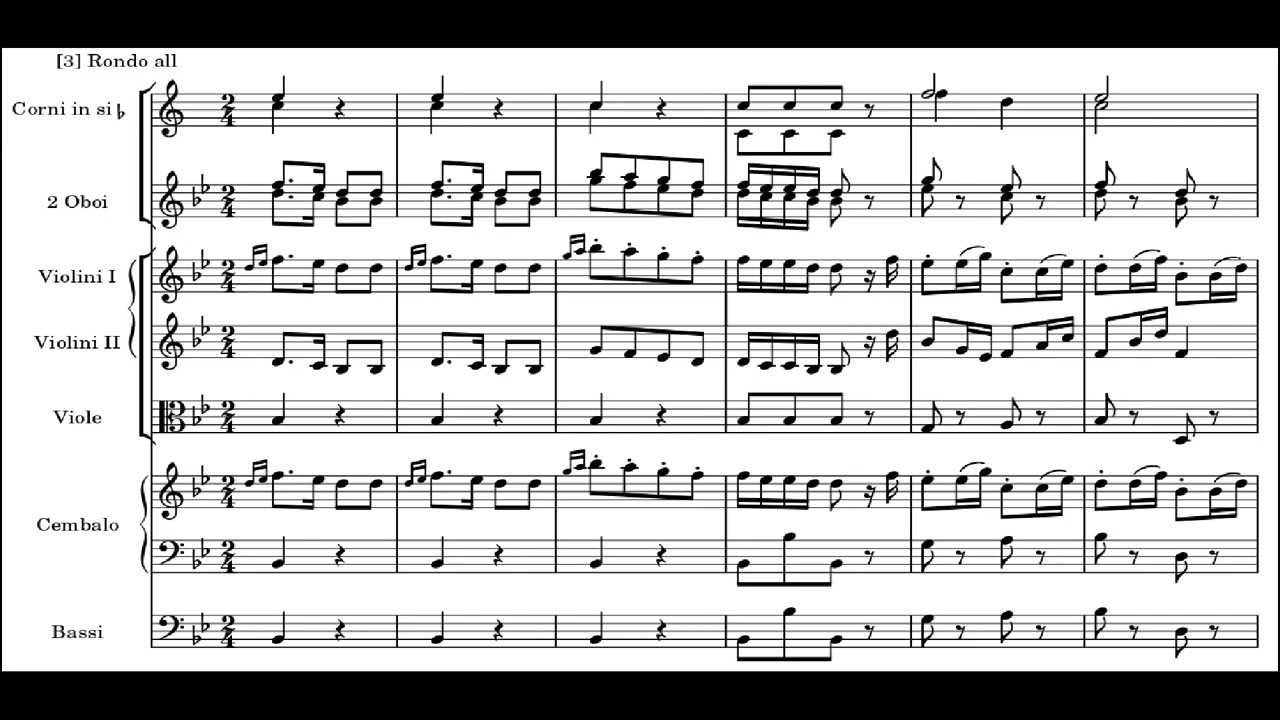 [3] Rondo all
Corni in si♭
2 Oboi
Violini I
Violini II
Viole
Cembalo
Bassi